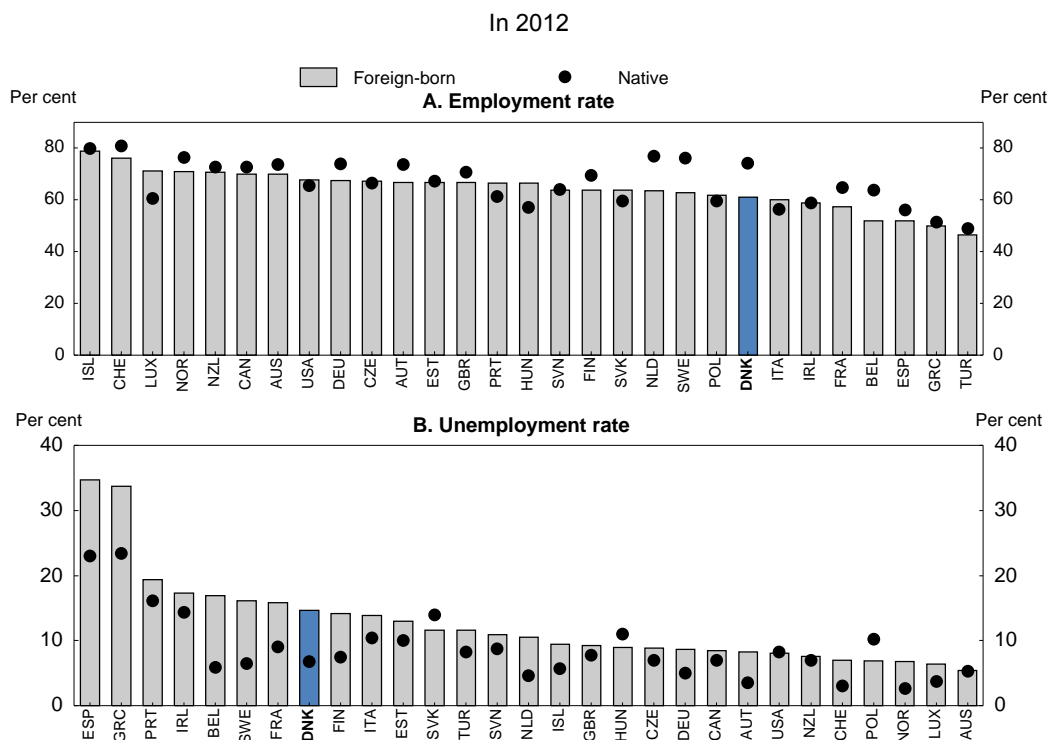 In 2012
Foreign-born Native
Per cent Per cent
A. Employment rate
80 80
60 60
40 40
20 20
0 0
ISL CHE LUX NOR NZL CAN AUS USA DEU CZE AUT EST GBR PRT HUN SVN FIN SVK NLD SWE POL DNK ITA IRL FRA BEL ESP GRC TUR
Per cent Per cent
B. Unemployment rate
40 40
30 30
20 20
10 10
0 0
ESP GRC PRT IRL BEL SWE FRA DNK FIN ITA EST SVK TUR SVN NLD ISL GBR HUN CZE DEU CAN AUT USA NZL CHE POL NOR LUX AUS